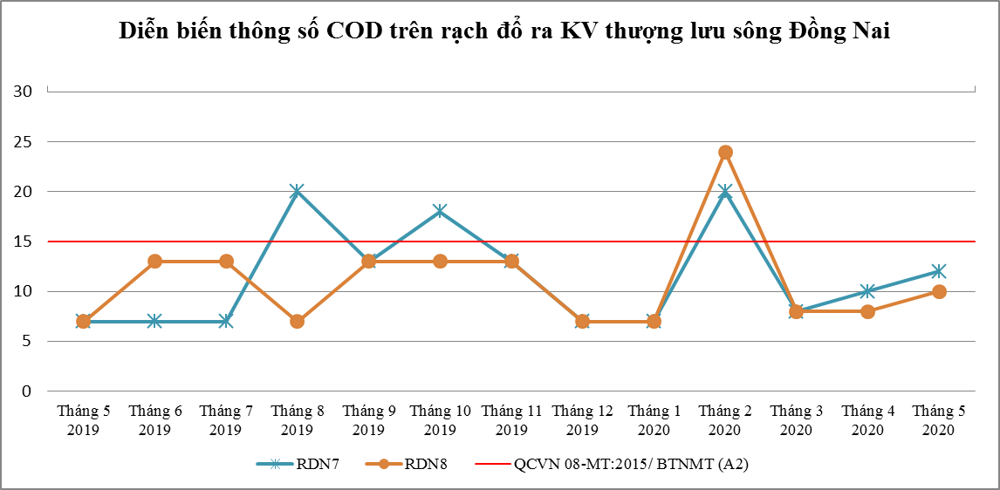 Diễn biến thông số COD trên rạch đổ ra KV thượng lưu sông Đồng Nai
30
25
20
15
10
5
0
Tháng 5 2019
Tháng 6 2019
Tháng 7 2019
Tháng 8 2019
Tháng 9 2019
Tháng 10 2019
Tháng 11 2019
Tháng 12 2019
Tháng 1 2020
Tháng 2 2020
Tháng 3 2020
Tháng 4 2020
Tháng 5 2020
RDN7
RDN8
QCVN 08-MT:2015/ BTNMT (A2)